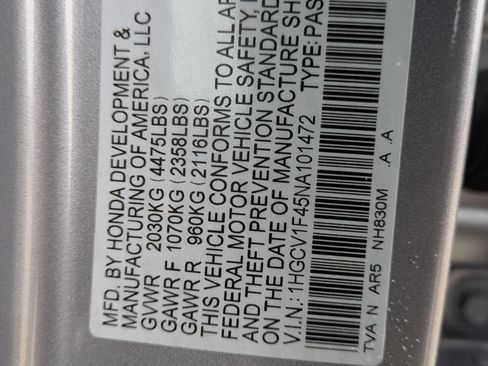 MFD. BY HONDA DEVELOPMENT &
MANUFACTURING OF AMERICA, LLC
GVWR 2030KG (4475LBS)
GAWR F 1070KG (2358LBS)
GAWR R 960KG (2116LBS)
THIS VEHICLE CONFORMS TO ALL
FEDERAL MOTOR VEHICLE SAFETY,
AND THEFT PREVENTION STANDARD
ON THE DATE OF MANUFACTURE
V.I.N.: 1HGCV1F45NA101472 TYPE:
TVA N AR5 NH830M A A